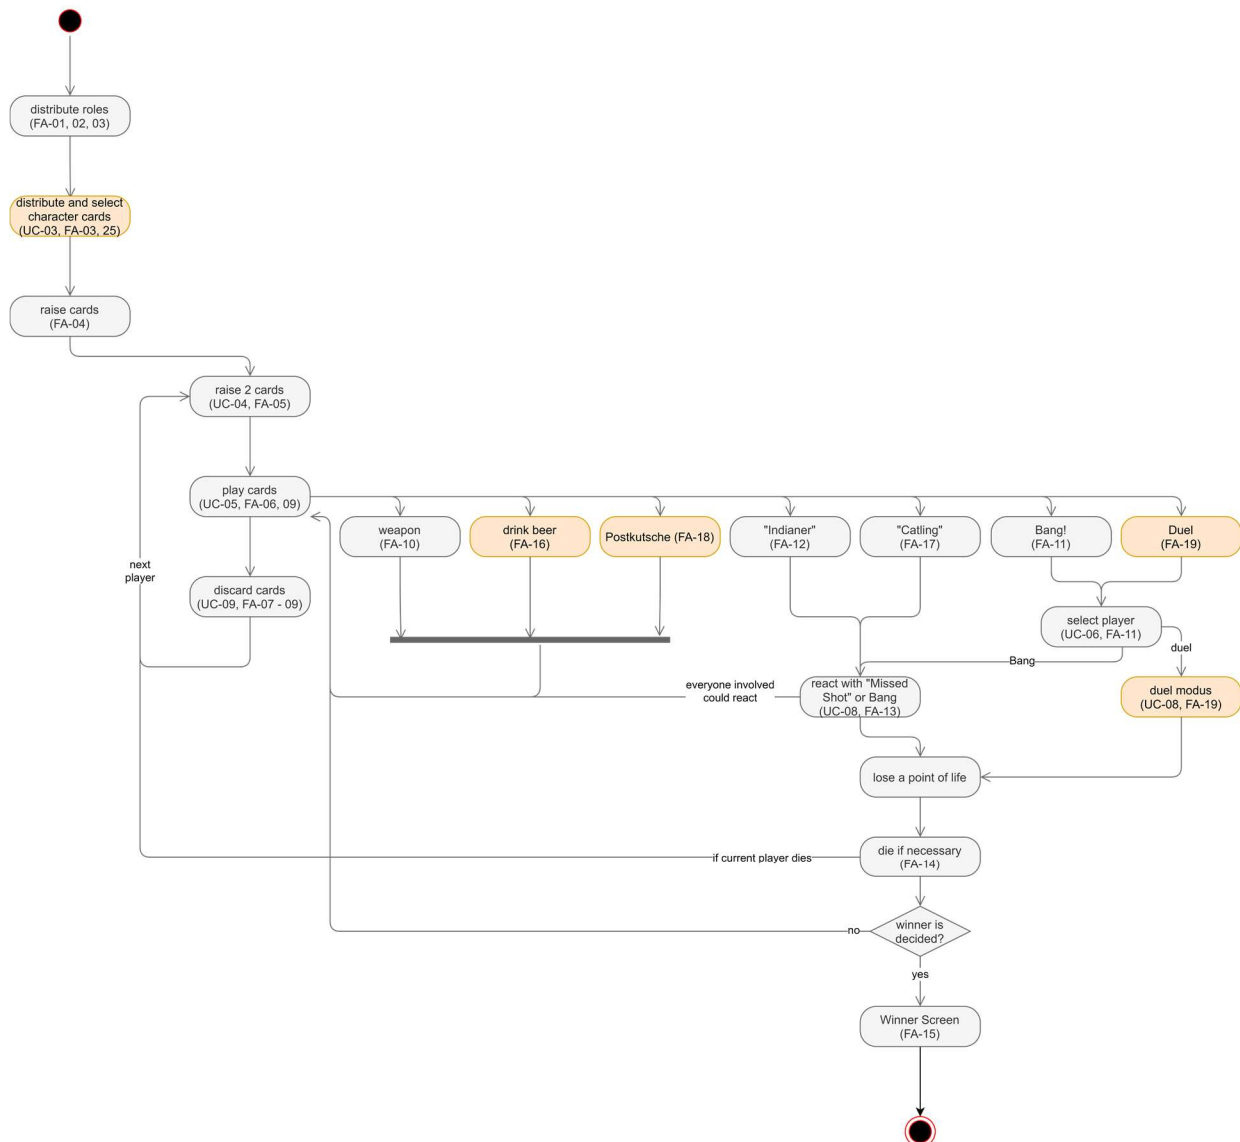 distribute roles
(FA-01, 02, 03)
distribute and select
character cards
(UC-03, FA-03, 25)
raise cards
(FA-04)
raise 2 cards
(UC-04, FA-05)
play cards
(UC-05, FA-06, 09)
next
player
discard cards
(UC-09, FA-07 - 09)
weapon
(FA-10)
drink beer
(FA-16)
Postkutsche (FA-18)
"Indianer"
(FA-12)
"Catling"
(FA-17)
Bang!
(FA-11)
Duel
(FA-19)
select player
(UC-06, FA-11)
duel
Bang
everyone involved
could react
react with "Missed
Shot" or Bang
(UC-08, FA-13)
duel modus
(UC-08, FA-19)
lose a point of life
if current player dies
die if necessary
(FA-14)
winner is
decided?
no
yes
Winner Screen
(FA-15)